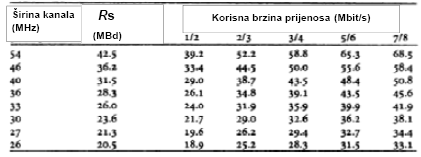 Širina kanala (MHz) Rs (MBd) Korisna brzina prijenosa (Mbit/s)
1/2 2/3 3/4 5/6 7/8
54 42.5 39.2 52.2 58.8 65.3 68.5
46 36.2 33.4 44.5 50.0 55.6 58.4
40 31.5 29.0 38.7 43.5 48.4 50.8
36 28.3 26.1 34.8 39.1 43.5 45.6
33 26.0 24.0 31.9 35.9 39.9 41.9
30 23.6 21.7 29.0 32.6 36.2 38.1
27 21.3 19.6 26.2 29.4 32.7 34.4
26 20.5 18.9 25.2 28.3 31.5 33.1